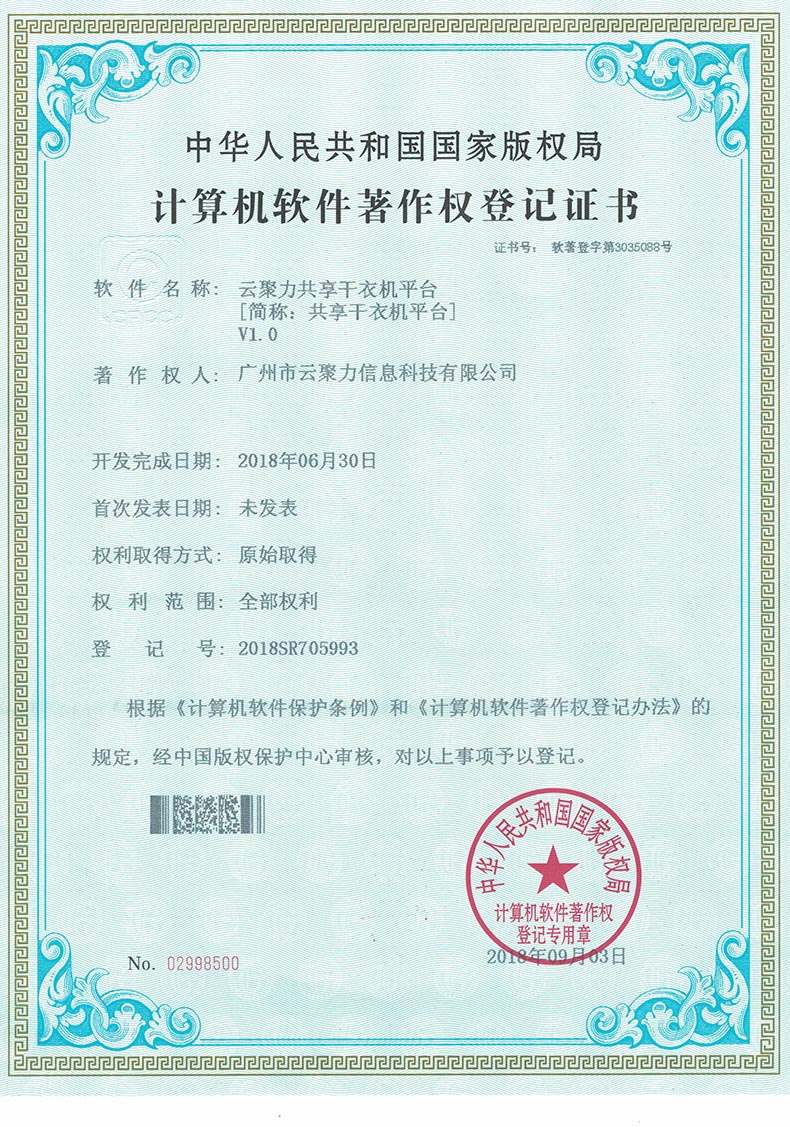 中华人民共和国国家版权局
计算机软件著作权登记证书
证书号： 软著登字第3035088号
软件名称： 云聚力共享干衣机平台
[简称：共享干衣机平台]
V1.0
著作权人： 广州市云聚力信息科技有限公司
开发完成日期： 2018年06月30日
首次发表日期： 未发表
权利取得方式： 原始取得
权利范围： 全部权利
登记号： 2018SR705993
根据《计算机软件保护条例》和《计算机软件著作权登记办法》的
规定，经中国版权保护中心审核，对以上事项予以登记。
中华人民共和国国家版权局
计算机软件著作权
登记专用章
No. 02998500
2018年09月03日